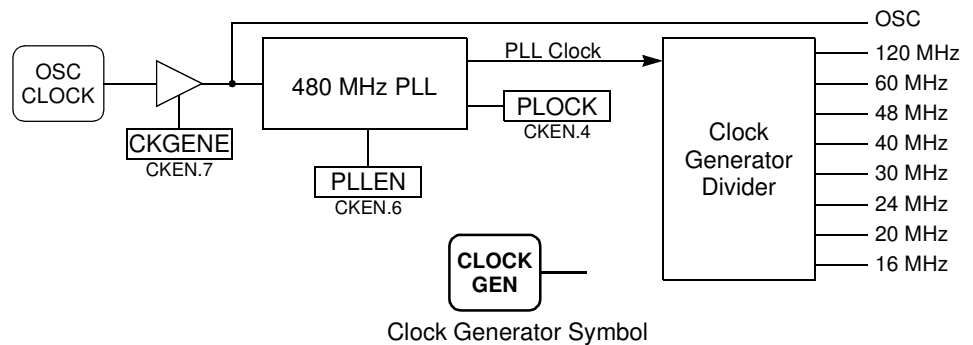 OSC
OSC
CLOCK
480 MHz PLL
PLL Clock
PLOCK
CKEN.4
CKGENE
CKEN.7
PLLEN
CKEN.6
Clock
Generator
Divider
120 MHz
60 MHz
48 MHz
40 MHz
30 MHz
24 MHz
20 MHz
16 MHz
CLOCK
GEN
Clock Generator Symbol